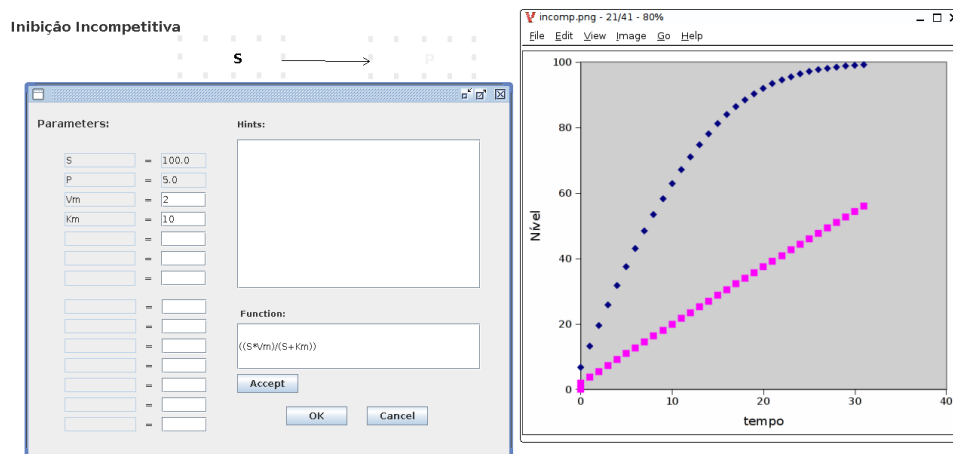 Inibição Incompetitiva
S
P
Parameters:
Hints:
S = 100.0
P = 5.0
Vm = 2
Km = 10
=
=
=
=
=
=
=
=
=
=
Function:
((S*Vm)/(S+Km))
Accept
OK Cancel
incomp.png - 21/41 - 80%
File Edit View Image Go Help
100
80
60
40
20
0
0 10 20 30 40
Nível
tempo